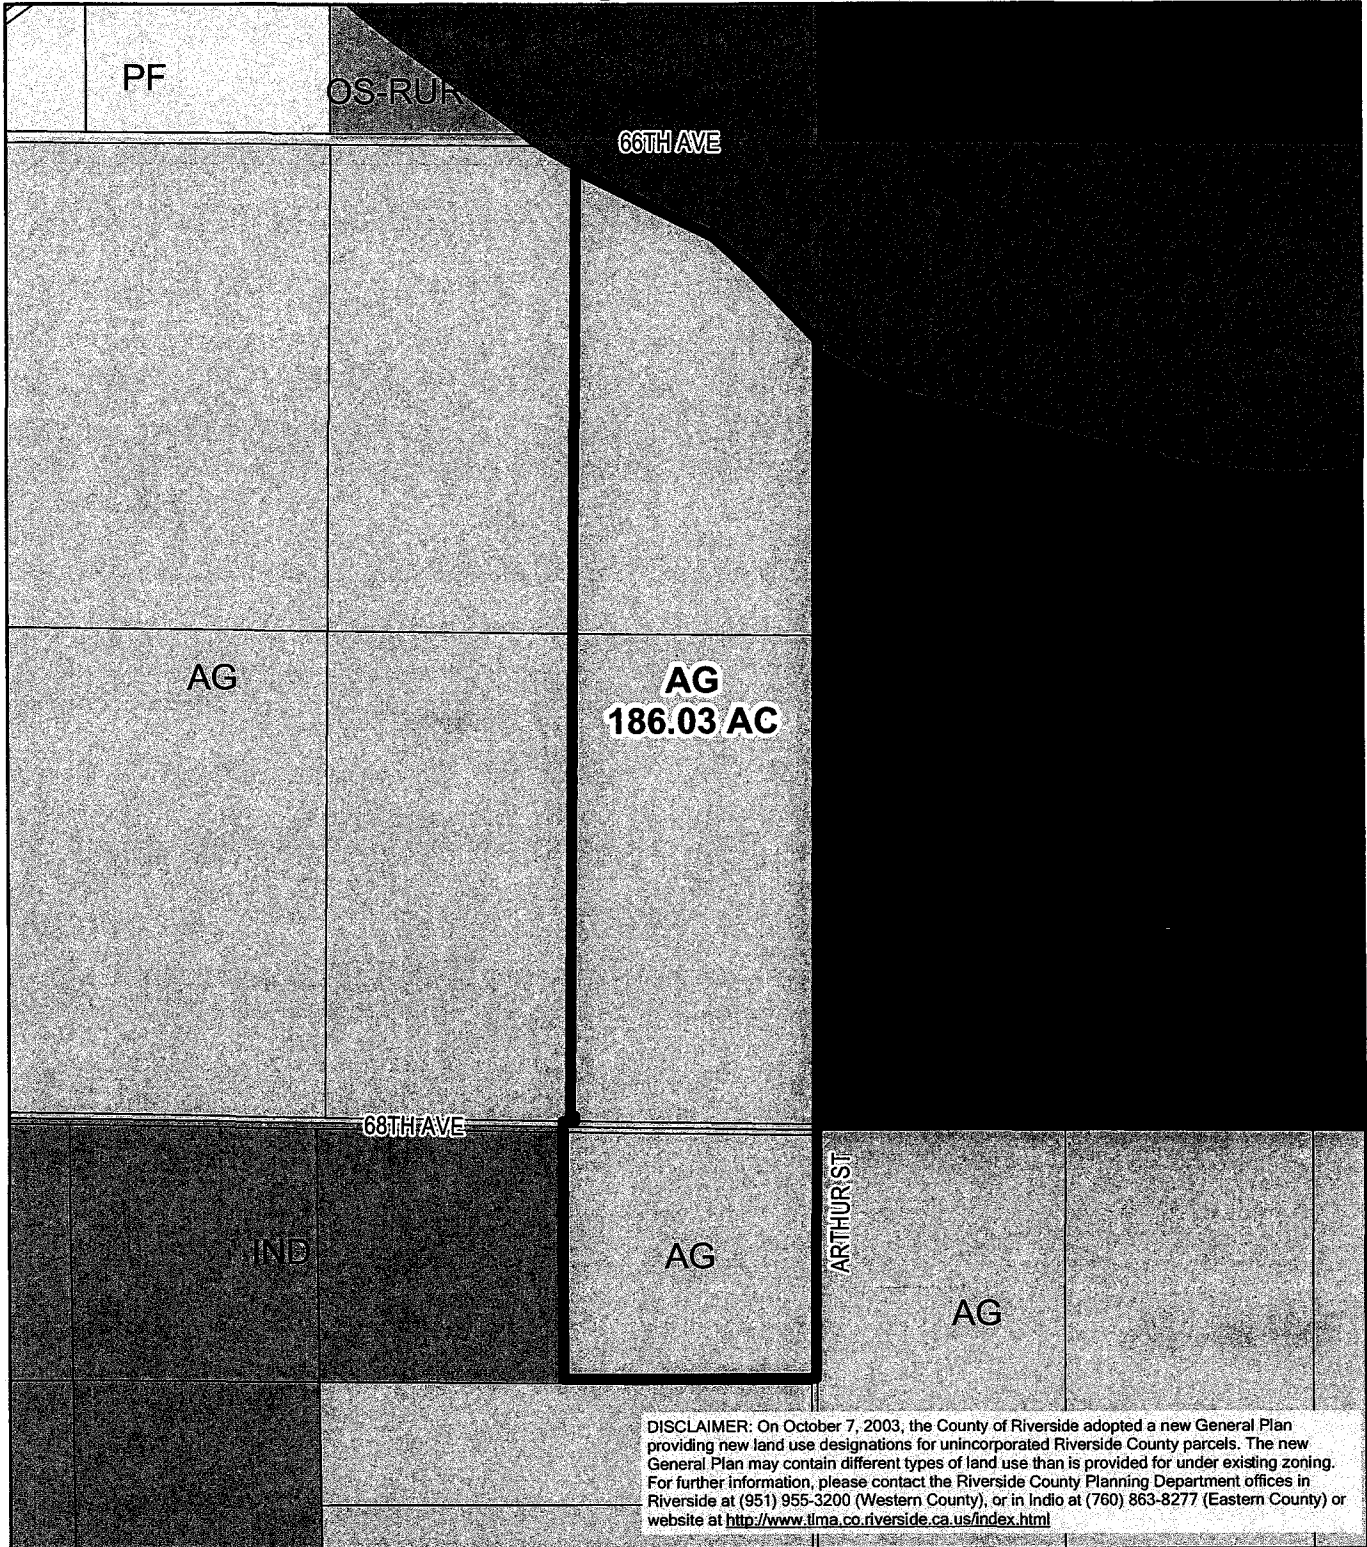 PF
OS-RUR
66TH AVE
AG
AG
186.03 AC
68TH AVE
IND
AG
ARTHUR ST
AG
DISCLAIMER: On October 7, 2003, the County of Riverside adopted a new General Plan
providing new land use designations for unincorporated Riverside County parcels. The new
General Plan may contain different types of land use than is provided for under existing zoning.
For further information, please contact the Riverside County Planning Department offices in
Riverside at (951) 955-3200 (Western County), or in Indio at (760) 863-8277 (Eastern County) or
website at http://www.tlma.co.riverside.ca.us/index.html